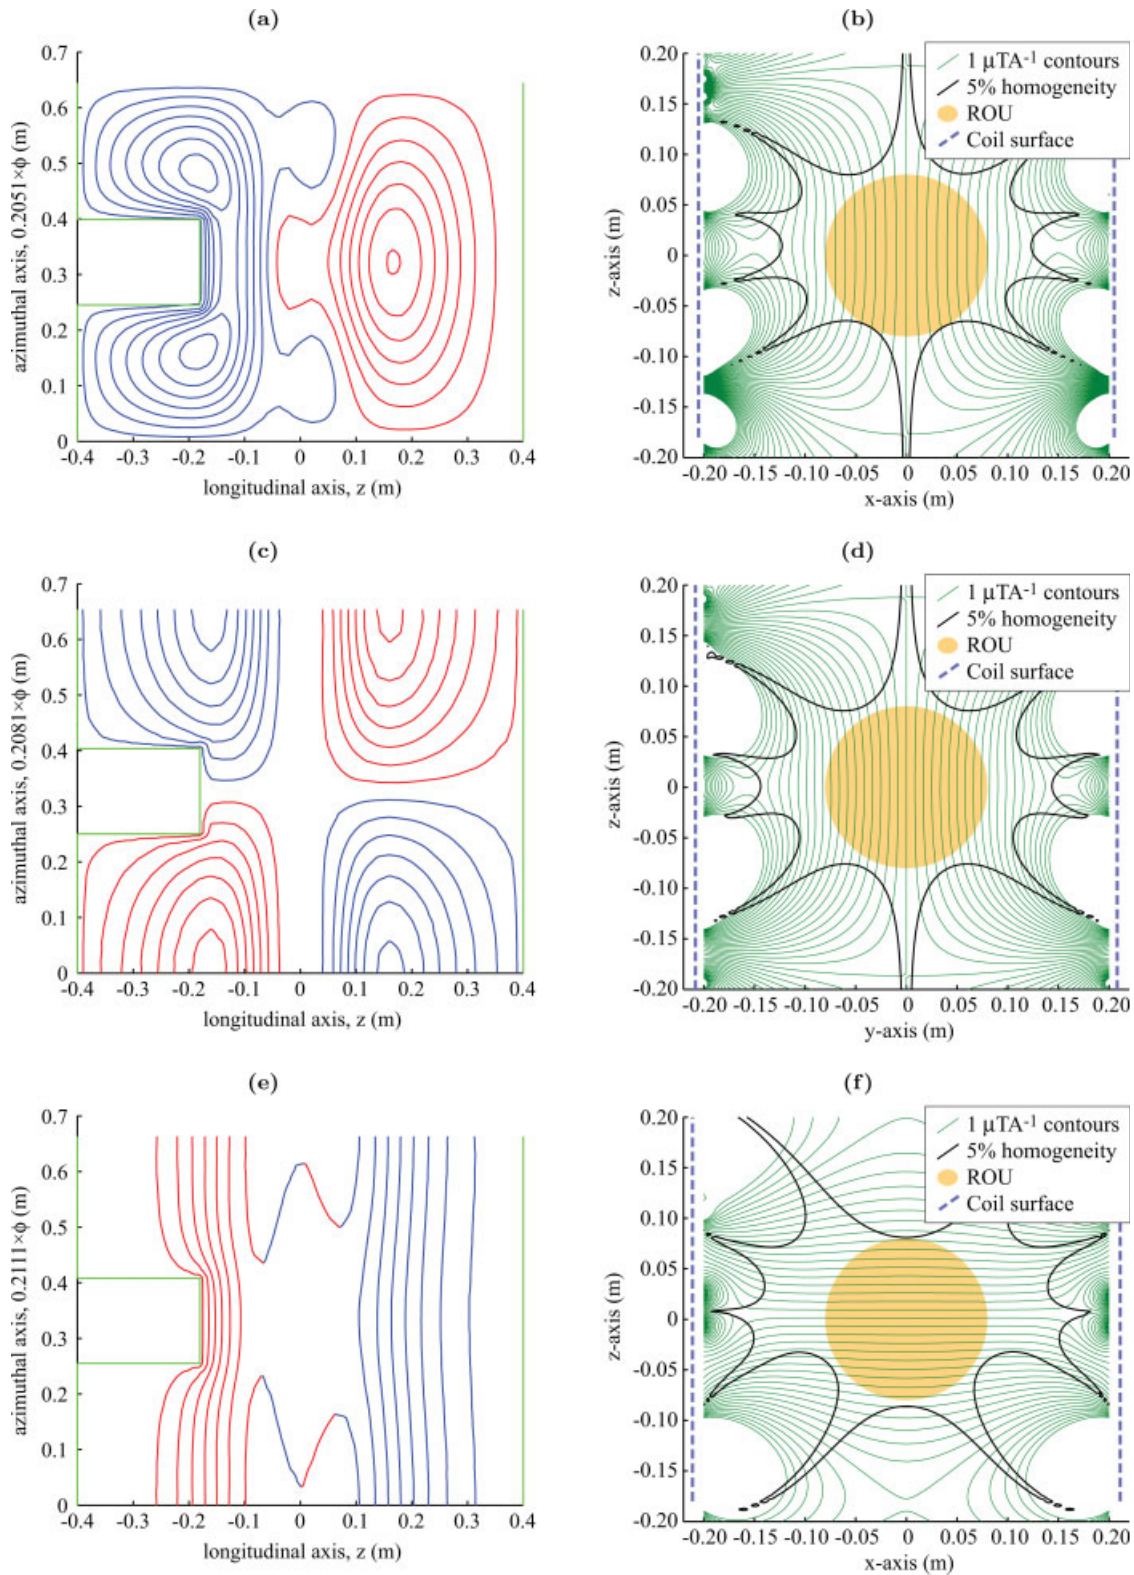 (a)
0.7
0.6
0.5
0.4
0.3
0.2
0.1
0
azimuthal axis, 0.2051×ϕ (m)
-0.4 -0.3 -0.2 -0.1 0 0.1 0.2 0.3 0.4
longitudinal axis, z (m)
(b)
0.20
0.15
0.10
0.05
0
-0.05
-0.10
-0.15
-0.20
z-axis (m)
1 μTA⁻¹ contours
5% homogeneity
ROU
Coil surface
-0.20 -0.15 -0.10 -0.05 0 0.05 0.10 0.15 0.20
x-axis (m)
(c)
0.7
0.6
0.5
0.4
0.3
0.2
0.1
0
azimuthal axis, 0.2081×ϕ (m)
-0.4 -0.3 -0.2 -0.1 0 0.1 0.2 0.3 0.4
longitudinal axis, z (m)
(d)
0.20
0.15
0.10
0.05
0
-0.05
-0.10
-0.15
-0.20
z-axis (m)
1 μTA⁻¹ contours
5% homogeneity
ROU
Coil surface
-0.20 -0.15 -0.10 -0.05 0 0.05 0.10 0.15 0.20
y-axis (m)
(e)
0.7
0.6
0.5
0.4
0.3
0.2
0.1
0
azimuthal axis, 0.2111×ϕ (m)
-0.4 -0.3 -0.2 -0.1 0 0.1 0.2 0.3 0.4
longitudinal axis, z (m)
(f)
0.20
0.15
0.10
0.05
0
-0.05
-0.10
-0.15
-0.20
z-axis (m)
1 μTA⁻¹ contours
5% homogeneity
ROU
Coil surface
-0.20 -0.15 -0.10 -0.05 0 0.05 0.10 0.15 0.20
x-axis (m)